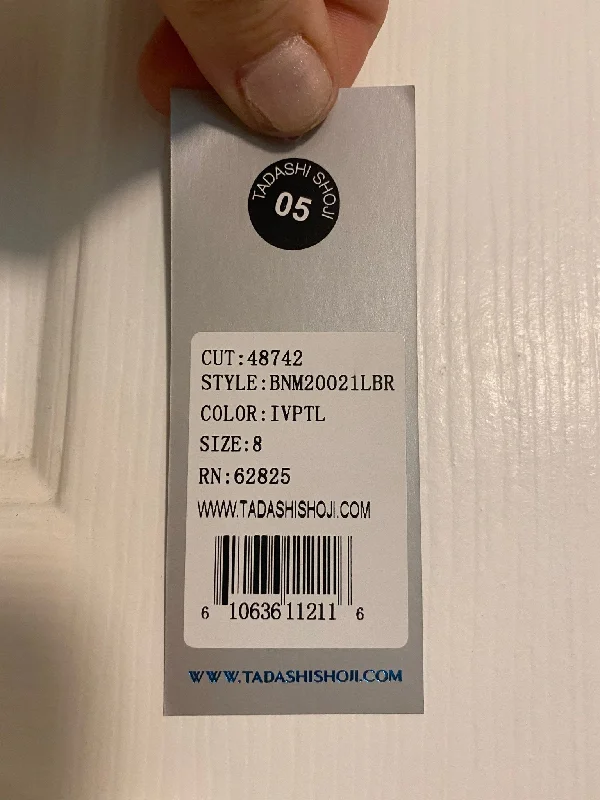 TADASHI SHOJI
05
CUT:48742
STYLE:BNM20021LBR
COLOR:IVPTL
SIZE:8
RN:62825
WWW.TADASHISHOJI.COM
6 10636 11211 6
WWW.TADASHISHOJI.COM